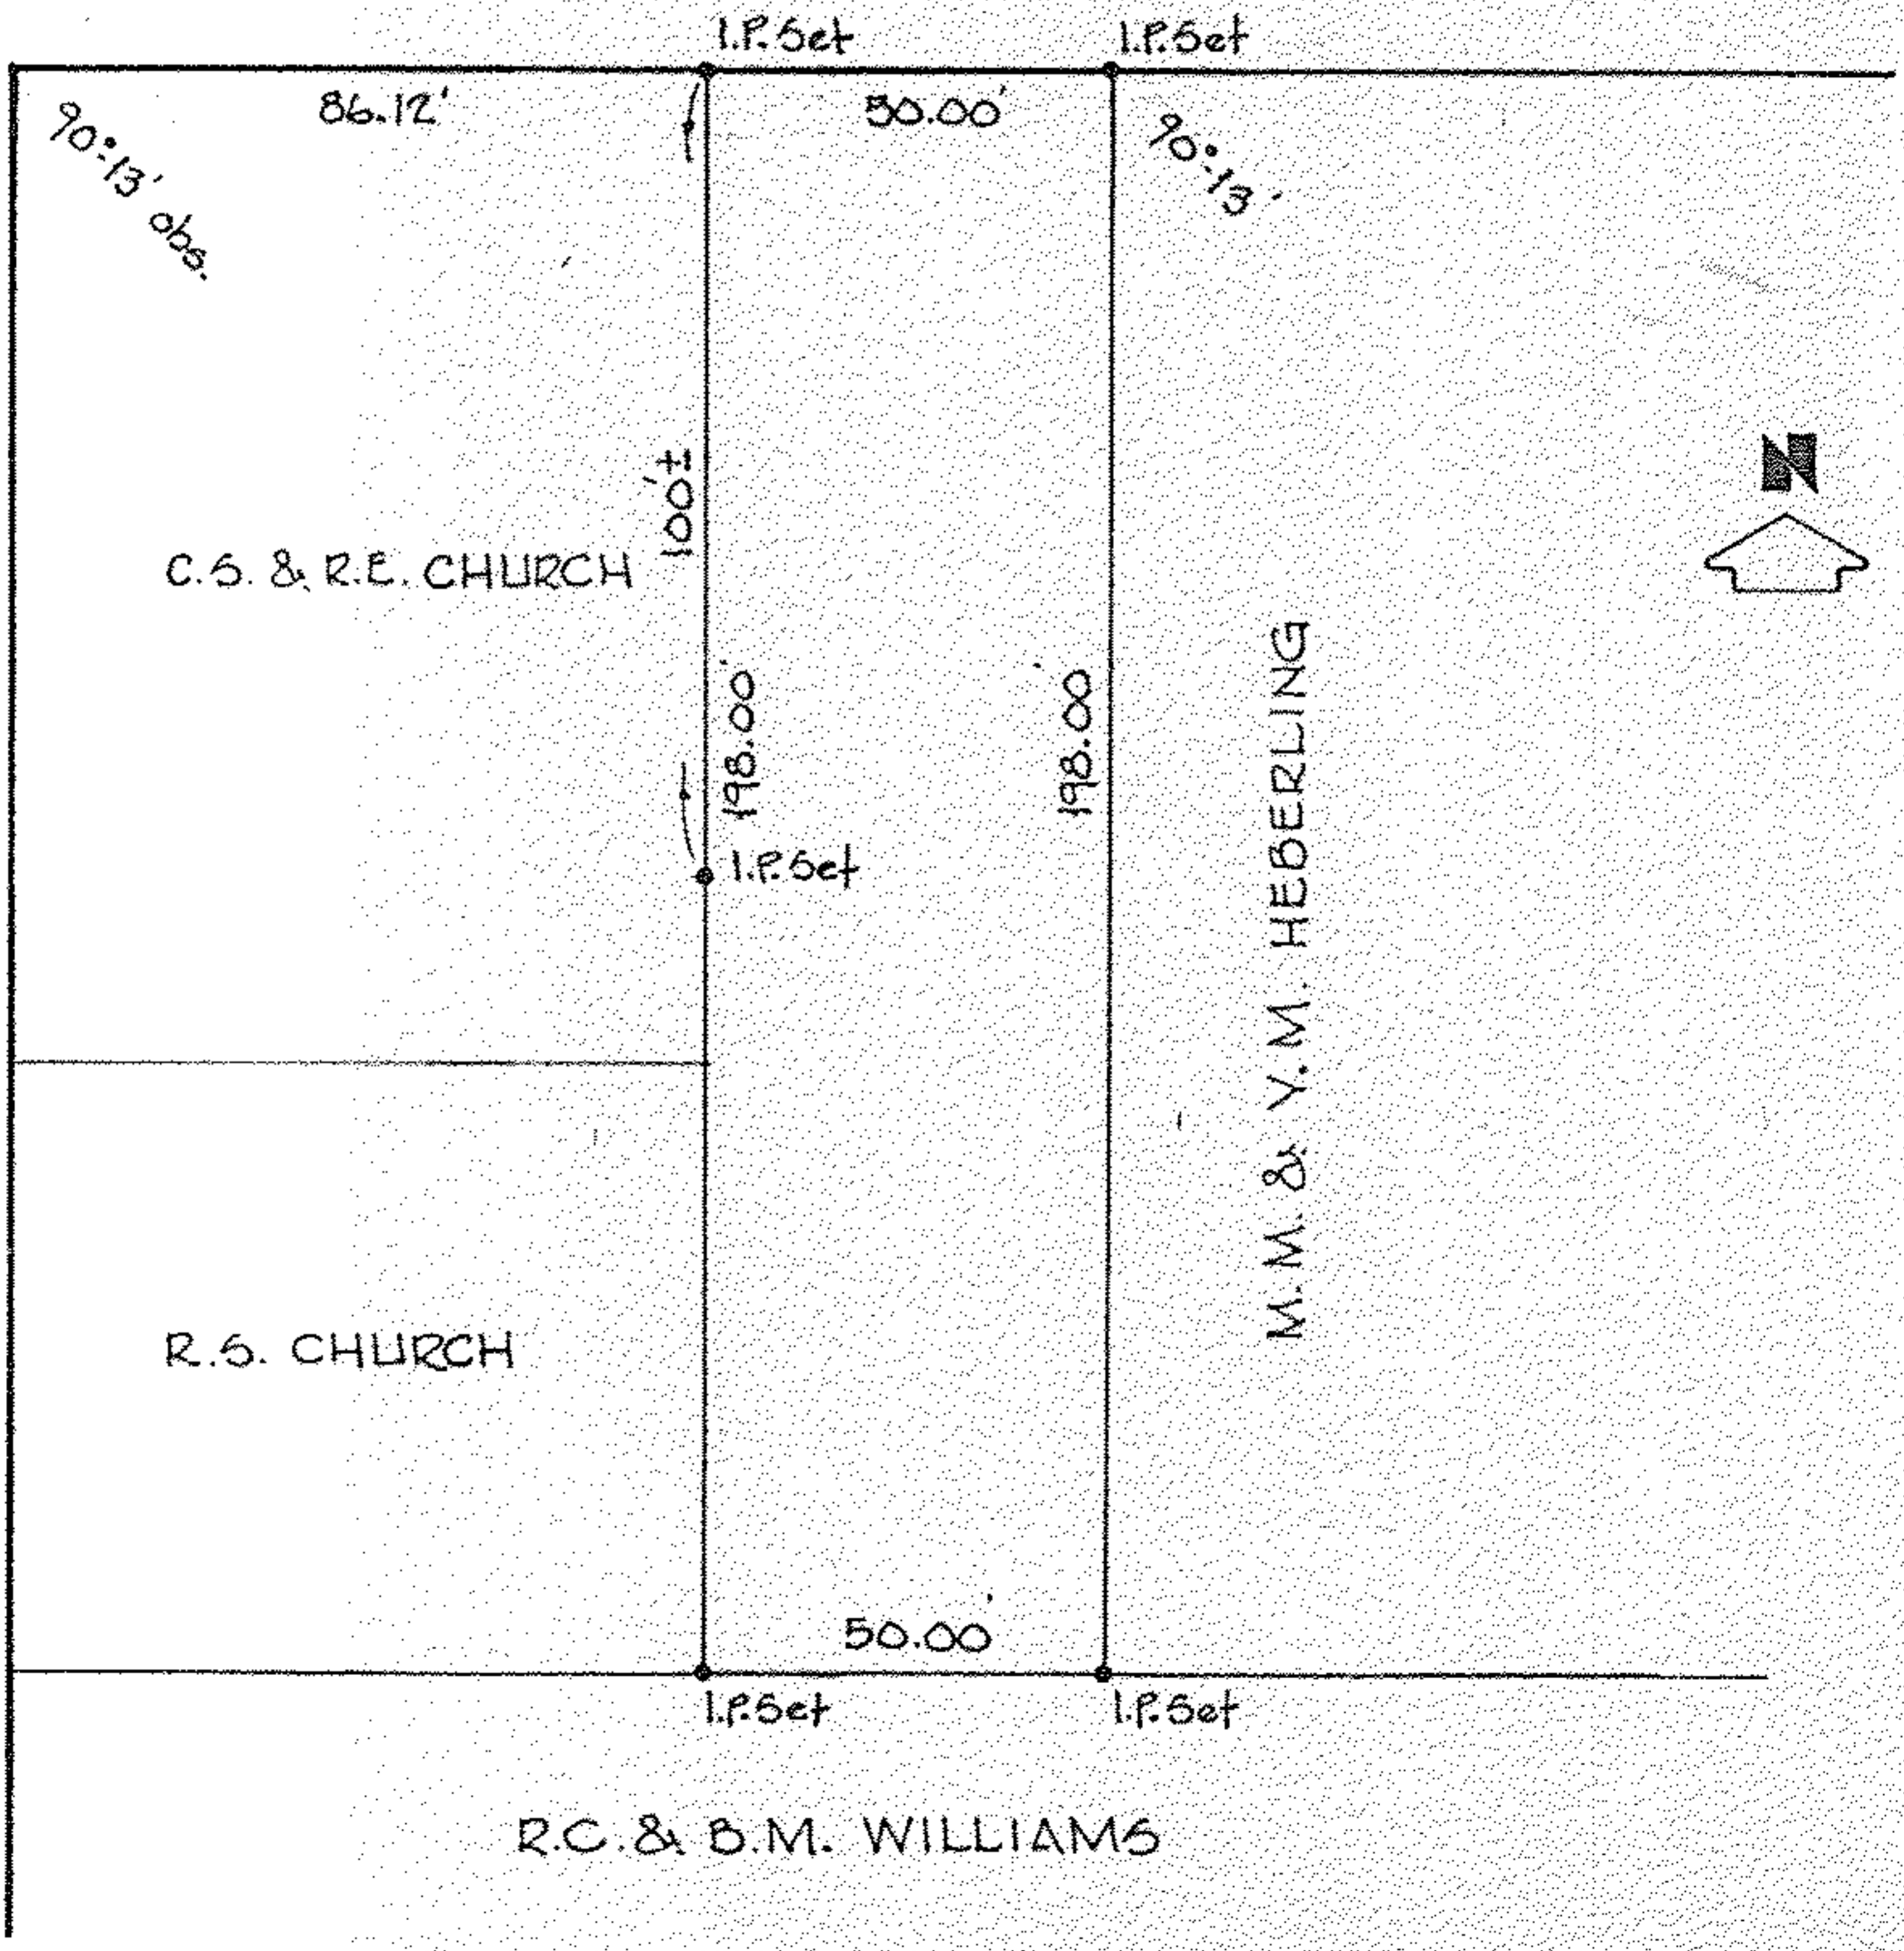 I.P. Set
I.P. Set
86.12'
50.00'
90°-13' obs.
90°-13'
N
100'±
C.S. & R.E. CHURCH
198.00'
198.00'
M.M. & V.M. HEBERLING
I.P. Set
R.S. CHURCH
50.00'
I.P. Set
I.P. Set
R.C. & B.M. WILLIAMS